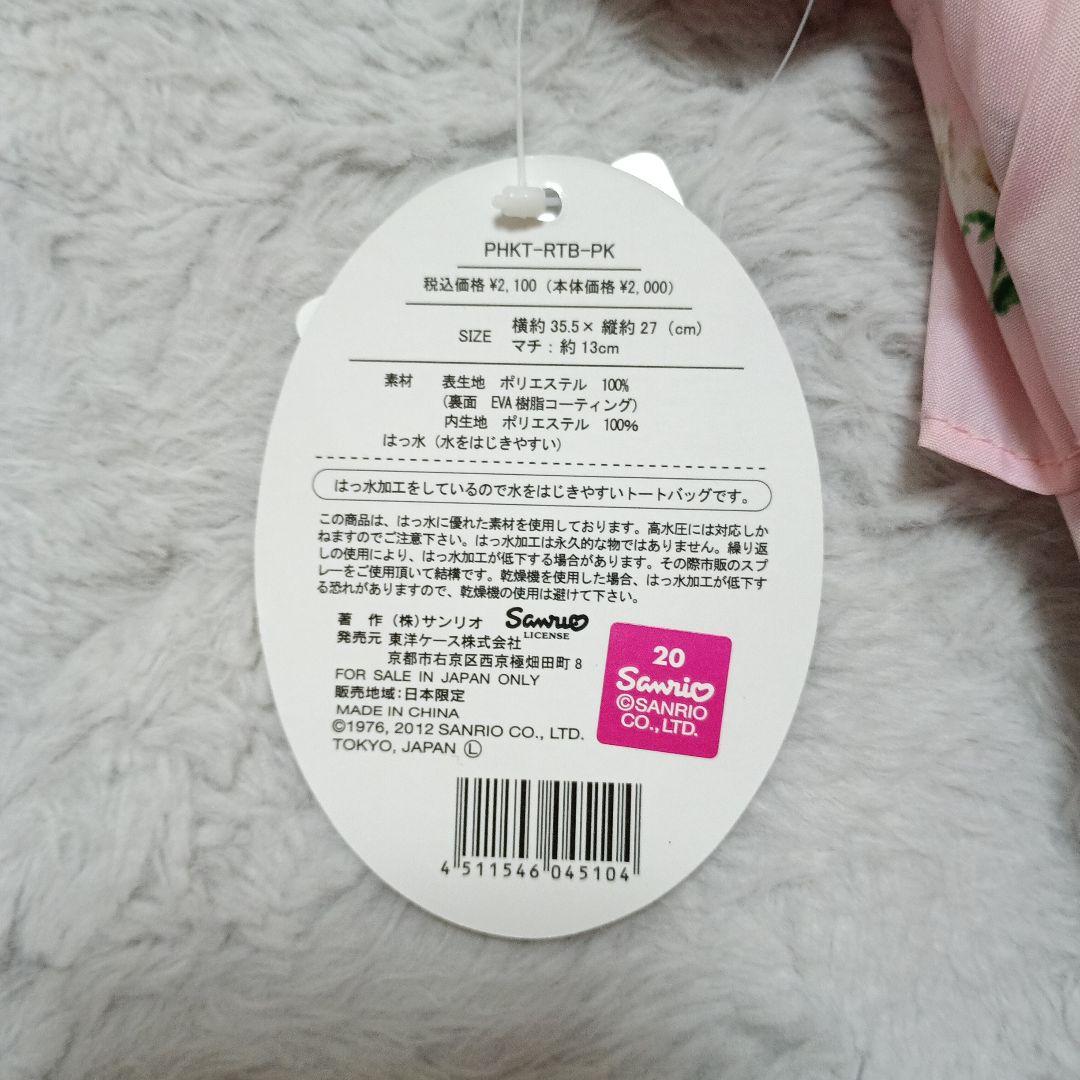 PHKT-RTB-PK
税込価格¥2,100（本体価格¥2,000）
SIZE 横約35.5× 縦約27（cm）
マチ：約13cm
素材 表生地 ポリエステル 100%
（裏面 EVA樹脂コーティング）
内生地 ポリエステル 100%
はっ水（水をはじきやすい）
はっ水加工をしているので水をはじきやすいトートバッグです。
この商品は、はっ水に優れた素材を使用しております。高水圧には対応しか
ねますのでご注意下さい。はっ水加工は永久的な物ではありません。繰り返
しの使用により、はっ水加工が低下する場合があります。その際市販のスプ
レーをご使用頂いて結構です。乾燥機を使用した場合、はっ水加工が低下す
る恐れがありますので、乾燥機の使用は避けて下さい。
著 作（株）サンリオ Sanrio
LICENSE
発売元 東洋ケース株式会社
京都市右京区西京極畑田町8
FOR SALE IN JAPAN ONLY
販売地域：日本限定
MADE IN CHINA
©1976, 2012 SANRIO CO., LTD.
TOKYO, JAPAN Ⓛ
20
Sanrio
©SANRIO
CO., LTD.
4 511546 045104